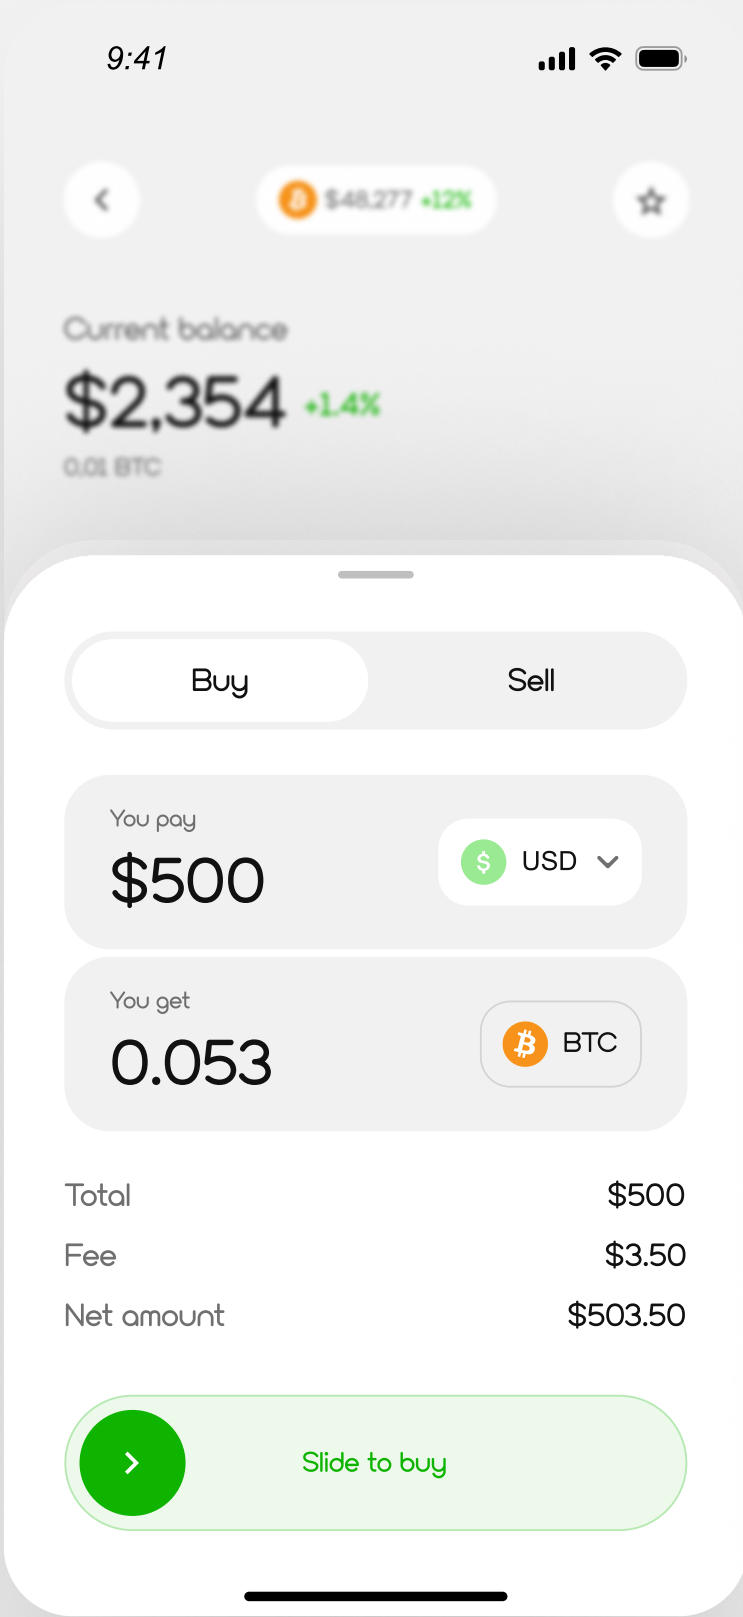 9:41
$48,277 +12%
Current balance
$2,354 +1.4%
0,01 BTC
Buy
Sell
You pay
$500
$ USD
You get
0.053
BTC
Total $500
Fee $3.50
Net amount $503.50
Slide to buy